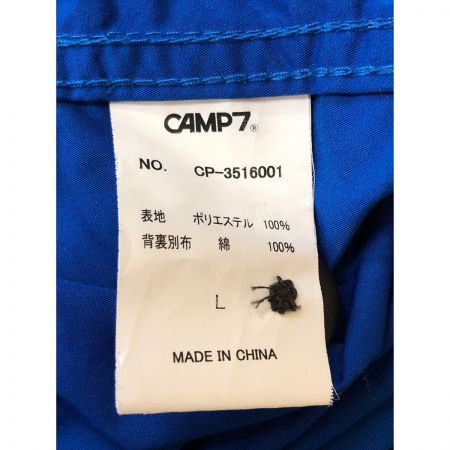 CAMP7®
NO. CP-3516001
表地 ポリエステル 100%
背裏別布 綿 100%
L
MADE IN CHINA